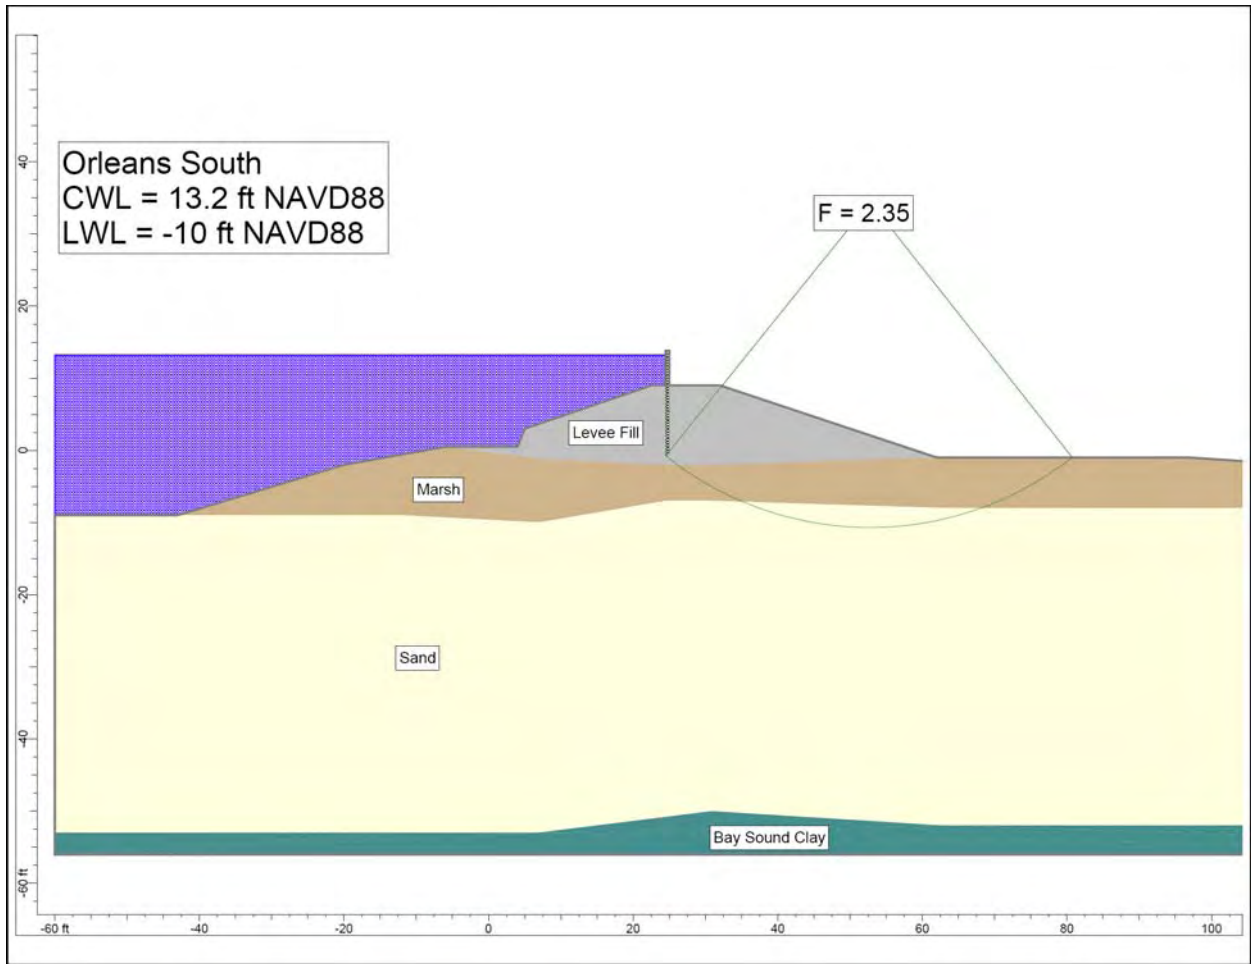 Orleans South
CWL = 13.2 ft NAVD88
LWL = -10 ft NAVD88
F = 2.35
Levee Fill
Marsh
Sand
Bay Sound Clay
40
20
0
-20
-40
-60 ft
-60 ft -40 -20 0 20 40 60 80 100